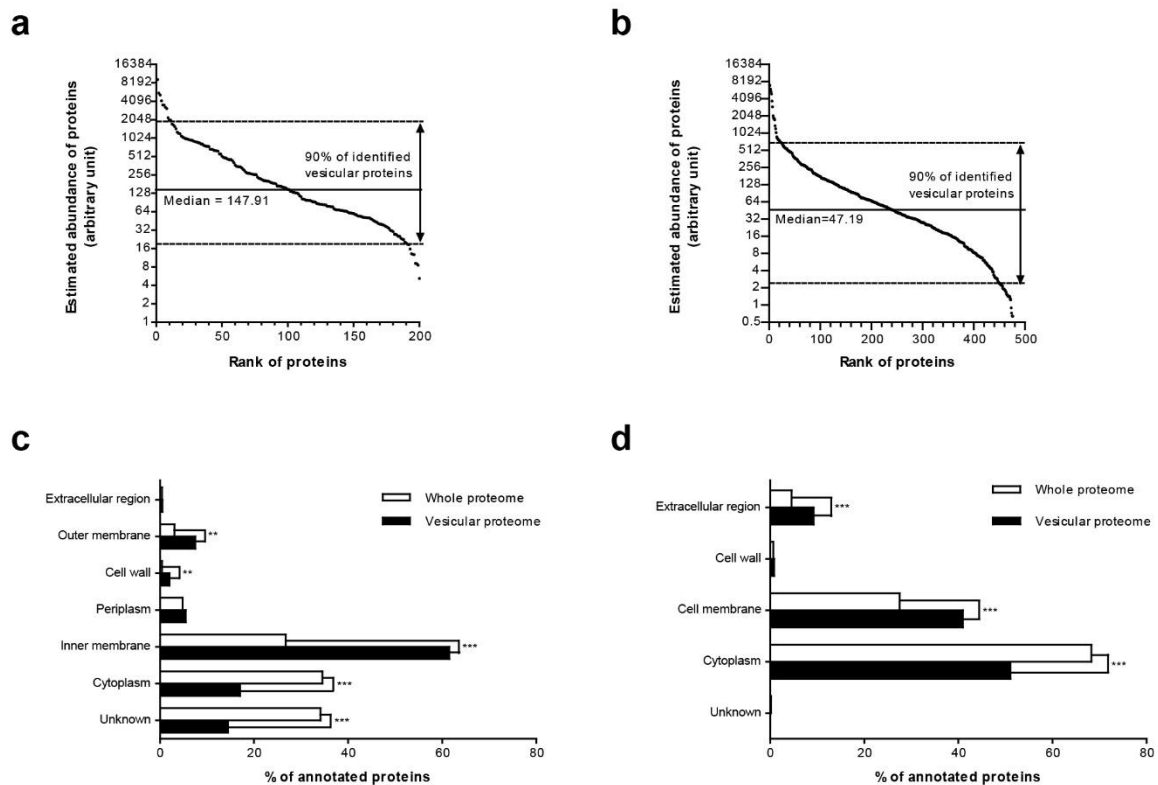 a
Estimated abundance of proteins
(arbitrary unit)
16384
8192
4096
2048
1024
512
256
128
64
32
16
8
4
2
1
90% of identified
vesicular proteins
Median = 147.91
0
50
100
150
200
Rank of proteins
b
Estimated abundance of proteins
(arbitrary unit)
16384
8192
4096
2048
1024
512
256
128
64
32
16
8
4
2
1
0.5
90% of identified
vesicular proteins
Median=47.19
0
100
200
300
400
500
Rank of proteins
c
Whole proteome
Vesicular proteome
Extracellular region
Outer membrane
**
Cell wall
**
Periplasm
Inner membrane
***
Cytoplasm
***
Unknown
***
0
20
40
60
80
% of annotated proteins
d
Whole proteome
Vesicular proteome
Extracellular region
***
Cell wall
Cell membrane
***
Cytoplasm
***
Unknown
0
20
40
60
80
% of annotated proteins